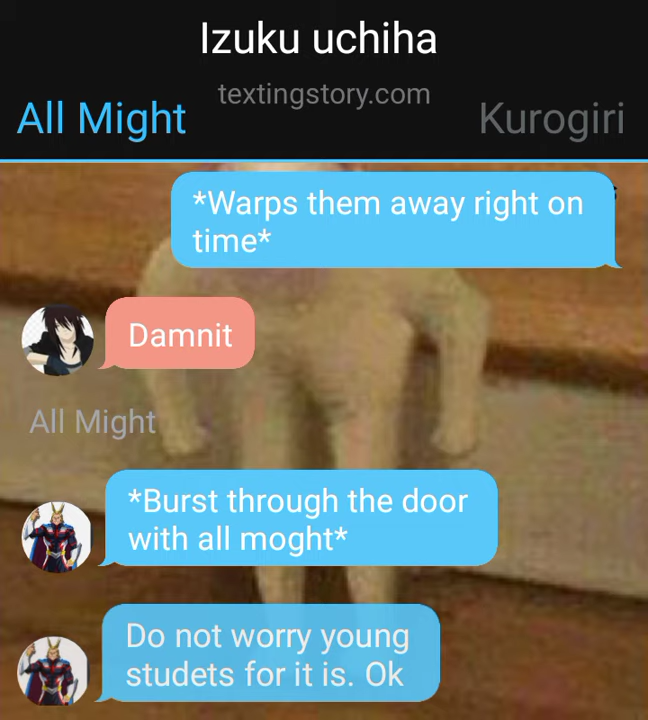 Izuku uchiha
textingstory.com
All Might
Kurogiri
*Warps them away right on
time*
Damnit
All Might
*Burst through the door
with all moght*
Do not worry young
studets for it is. Ok